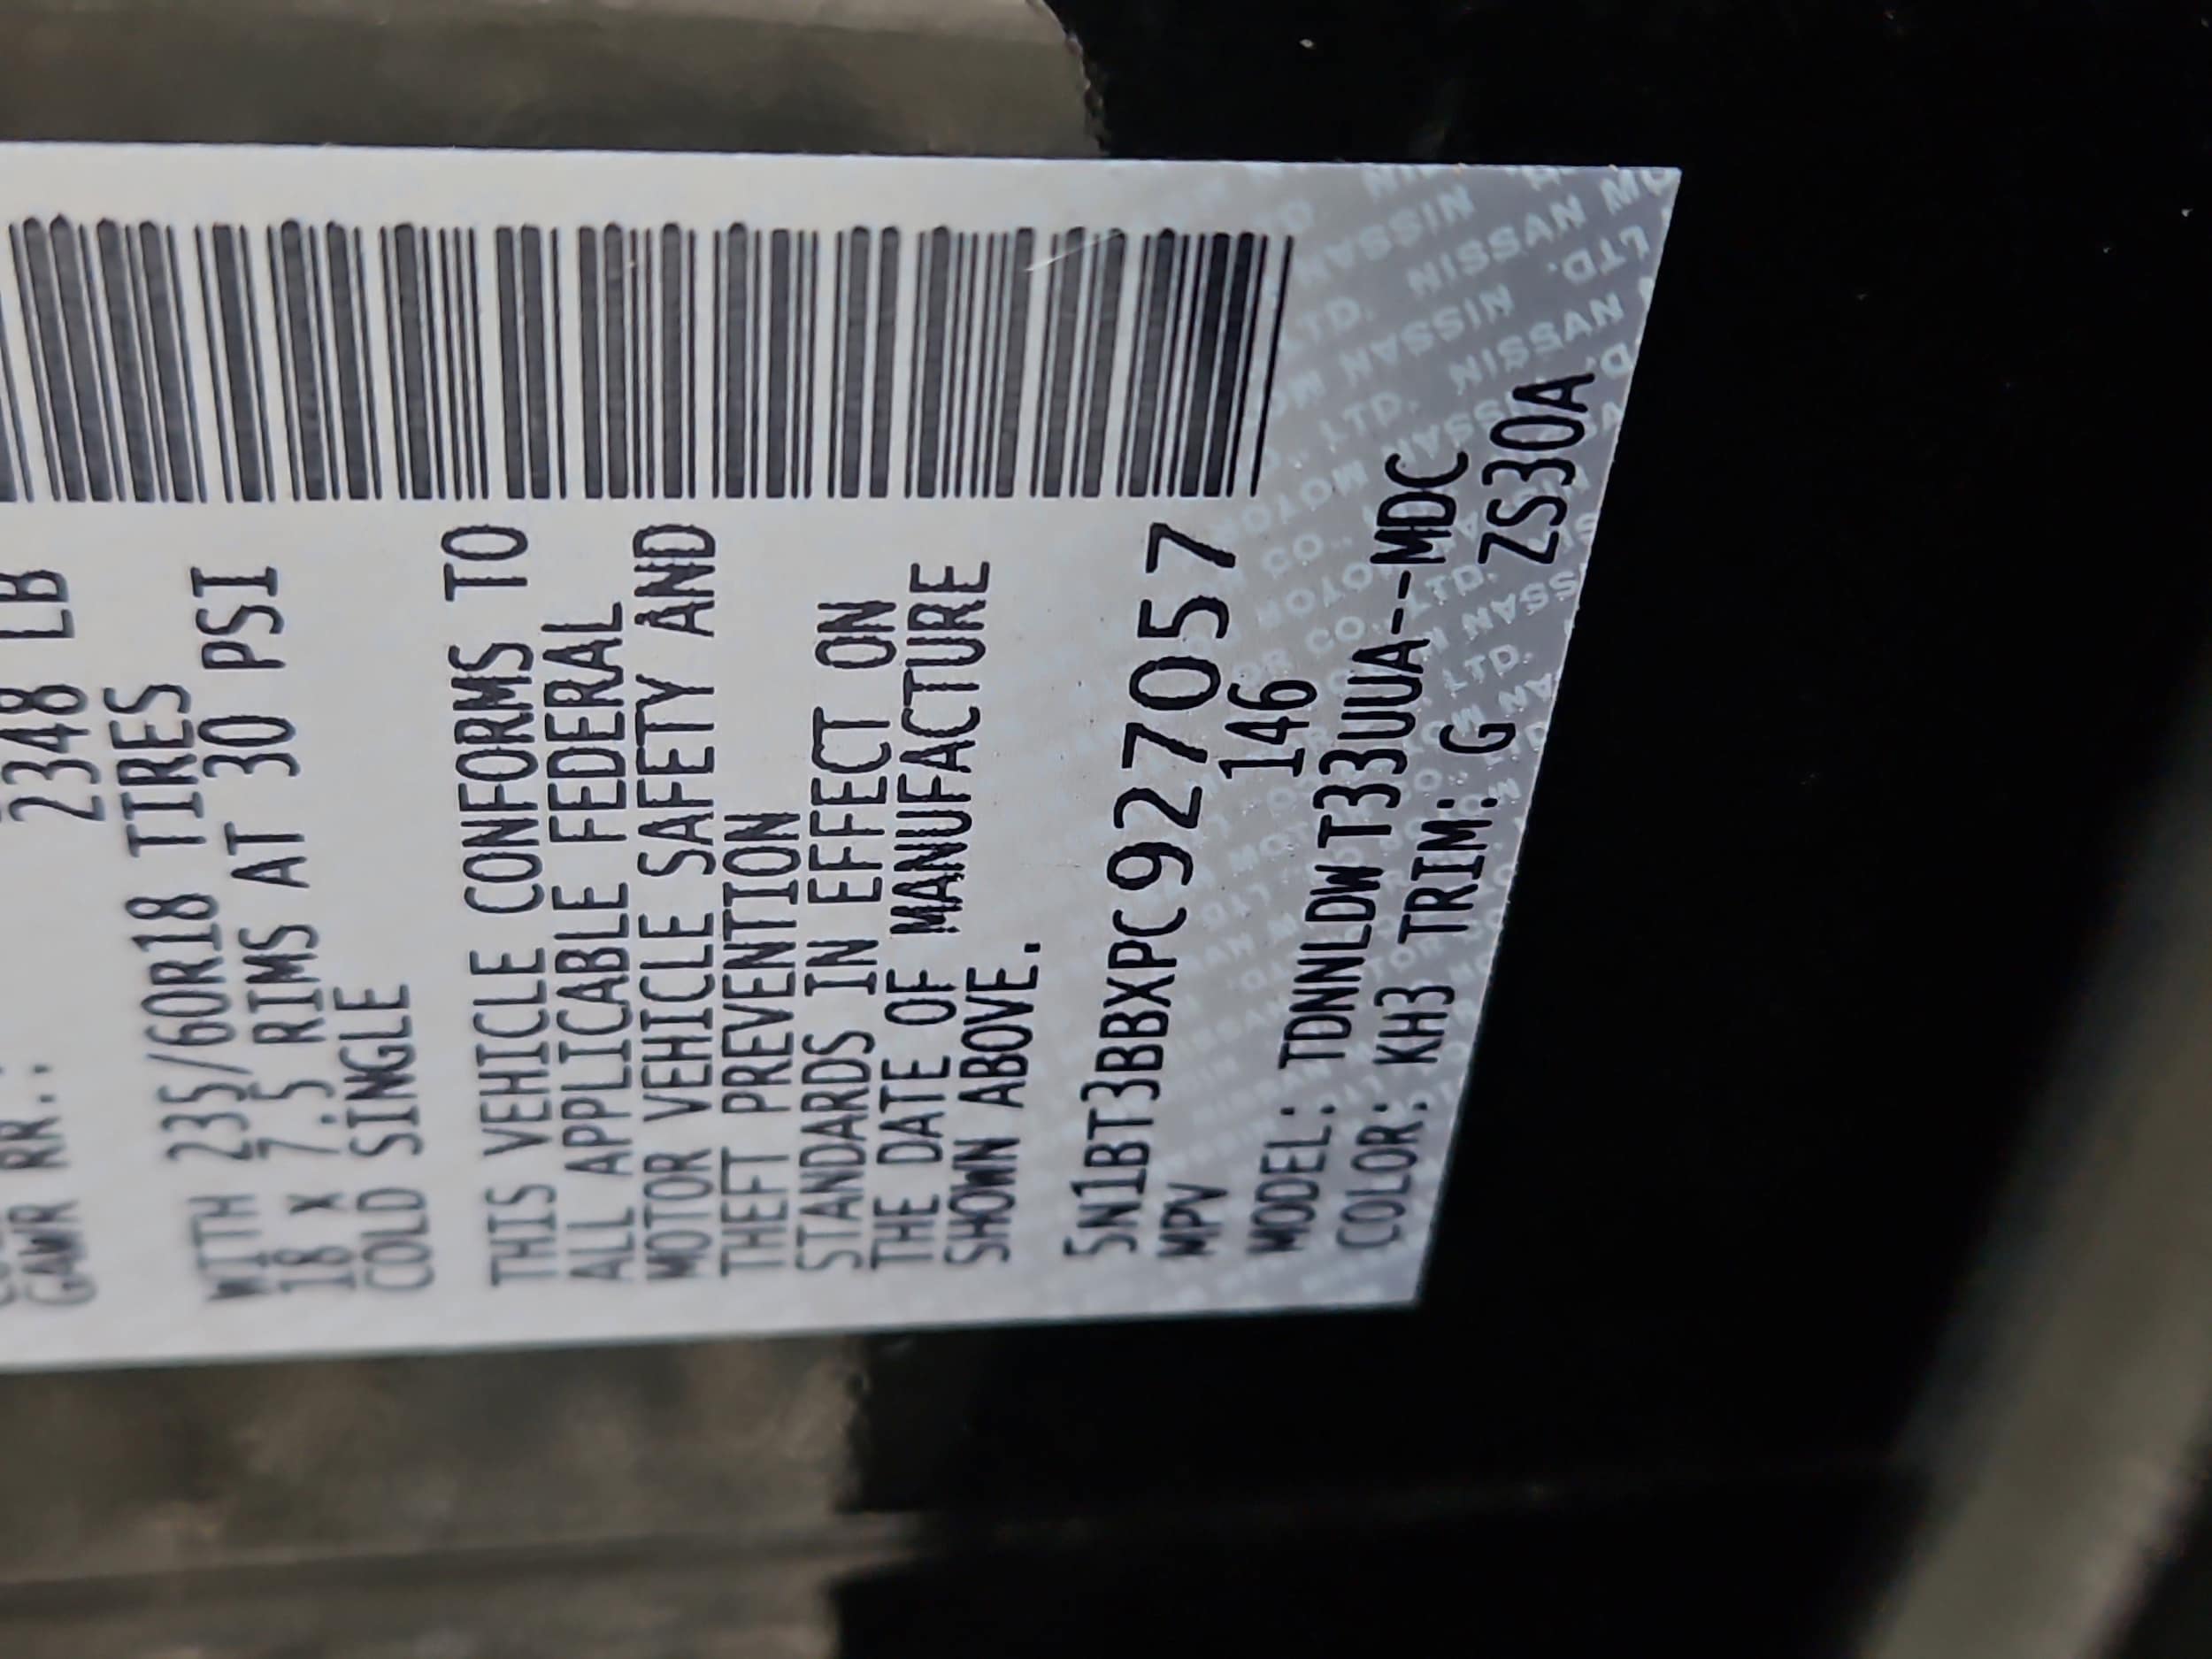 2348 LB
GAWR RR.:
WITH 235/60R18 TIRES
18 x 7.5 RIMS AT 30 PSI
COLD SINGLE
THIS VEHICLE CONFORMS TO
ALL APPLICABLE FEDERAL
MOTOR VEHICLE SAFETY AND
THEFT PREVENTION
STANDARDS IN EFFECT ON
THE DATE OF MANUFACTURE
SHOWN ABOVE.
5N1BT3BBXPC927057
MPV 146
MODEL: TDNNLDWT33UUA--MDC
COLOR: KH3 TRIM: G ZS30A